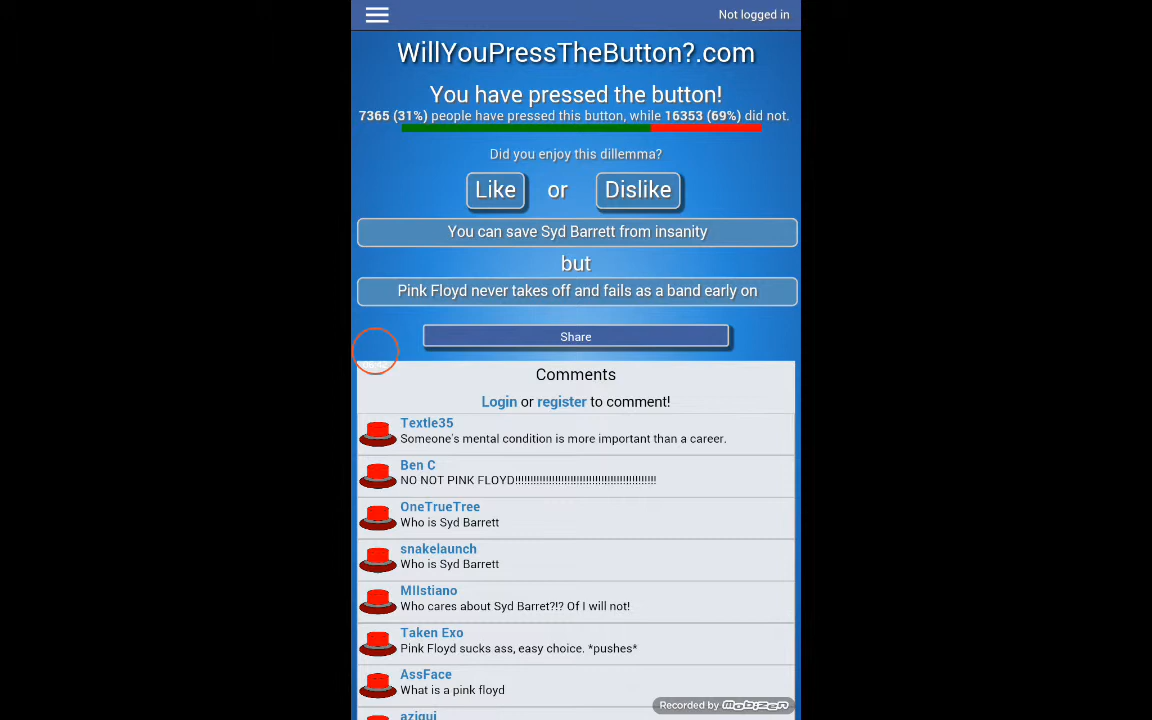 Not logged in
WillYouPressTheButton?.com
You have pressed the button!
7365 (31%) people have pressed this button, while 16353 (69%) did not.
Did you enjoy this dillemma?
Like or Dislike
You can save Syd Barrett from insanity
but
Pink Floyd never takes off and fails as a band early on
Share
Comments
Login or register to comment!
Textle35
Someone's mental condition is more important than a career.
Ben C
NO NOT PINK FLOYD!!!!!!!!!!!!!!!!!!!!!!!!!!!!!!!!!!!!!!!!!!!!!!
OneTrueTree
Who is Syd Barrett
snakelaunch
Who is Syd Barrett
MIIstiano
Who cares about Syd Barret?!? Of I will not!
Taken Exo
Pink Floyd sucks ass, easy choice. *pushes*
AssFace
What is a pink floyd
Recorded by mobizen